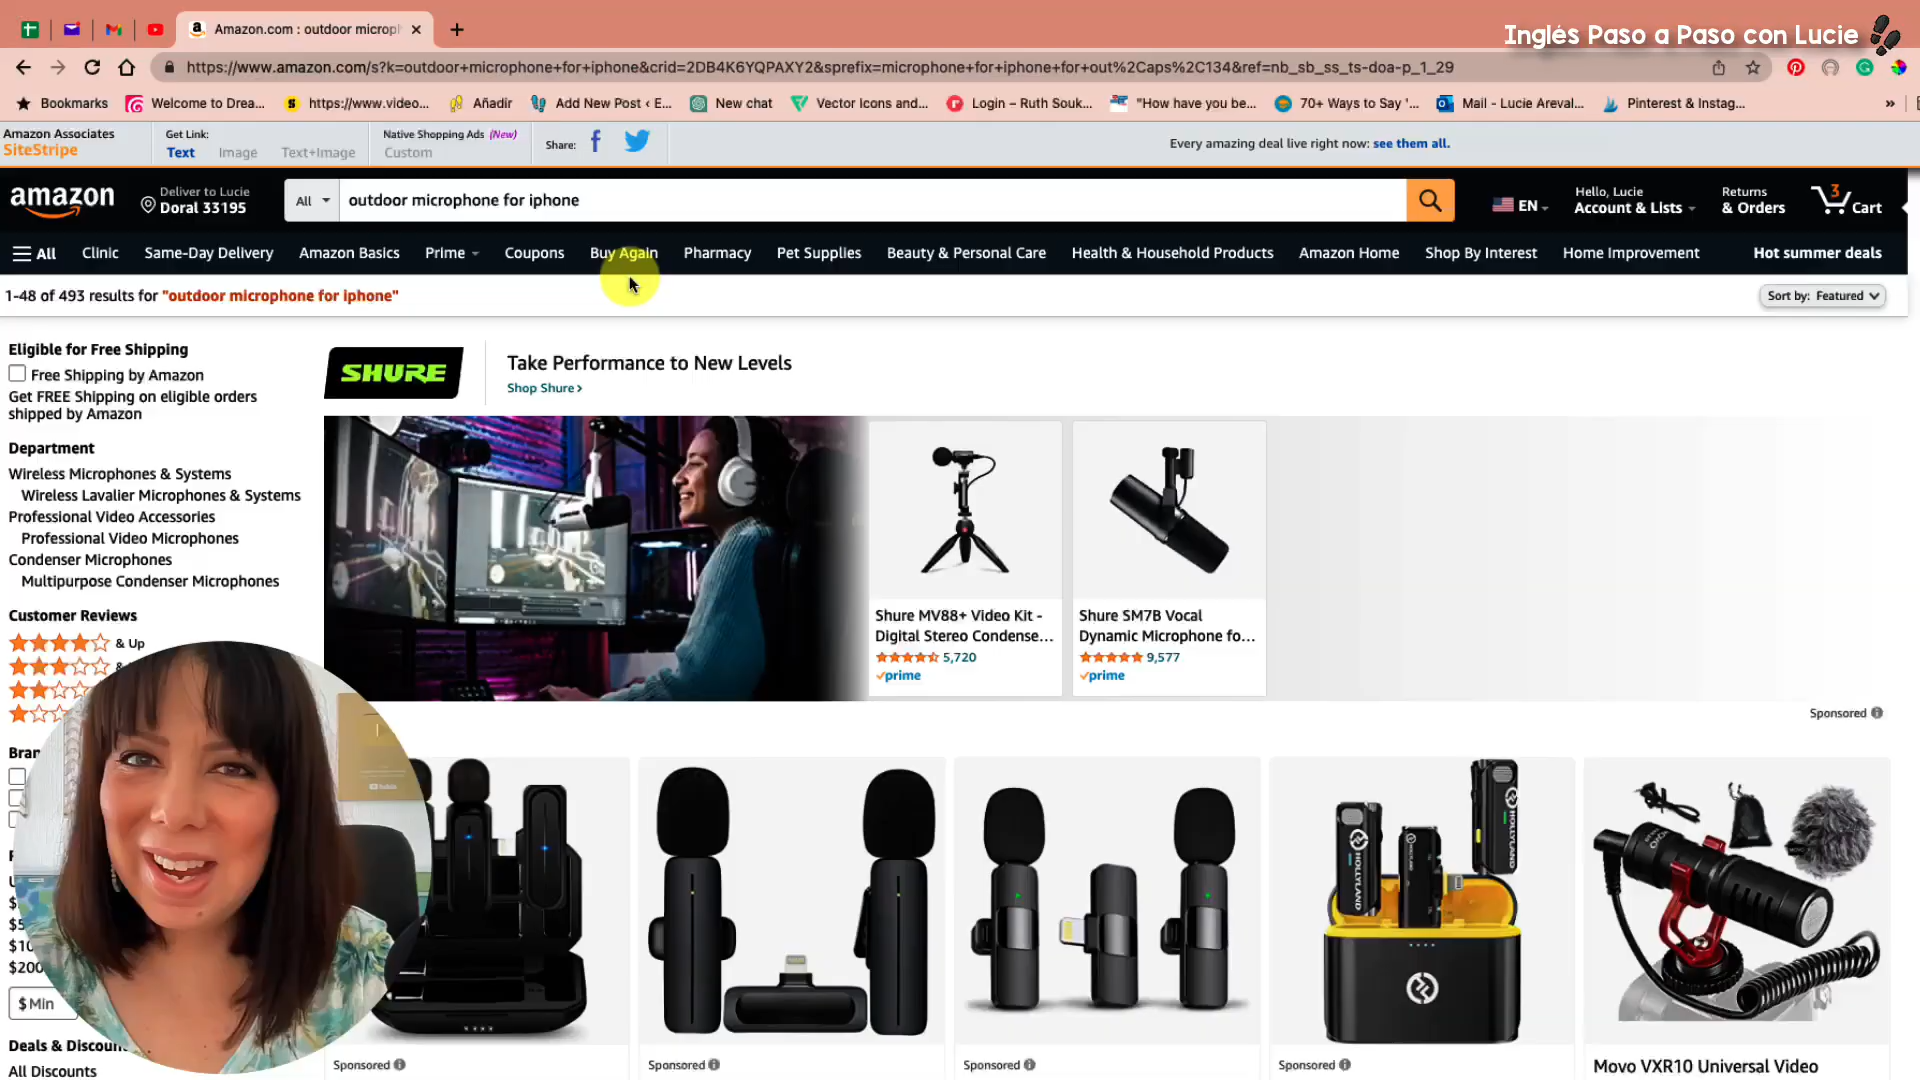 Amazon.com : outdoor microph
Inglés Paso a Paso con Lucie
https://www.amazon.com/s?k=outdoor+microphone+for+iphone&crid=2DB4K6YQPAXY2&sprefix=microphone+for+iphone+for+out%2Caps%2C134&ref=nb_sb_ss_ts-doa-p_1_29
Bookmarks
Welcome to Drea...
https://www.video...
Añadir
Add New Post ‹ E...
New chat
Vector Icons and...
Login – Ruth Souk...
"How have you be...
70+ Ways to Say '...
Mail - Lucie Areval...
Pinterest & Instag...
»
Amazon Associates
SiteStripe
Get Link:
Text Image Text+Image
Native Shopping Ads (New)
Custom
Share:
Every amazing deal live right now: see them all.
amazon
Deliver to Lucie
Doral 33195
All
outdoor microphone for iphone
EN
Hello, Lucie
Account & Lists
Returns
& Orders
3
Cart
All Clinic Same-Day Delivery Amazon Basics Prime Coupons Buy Again Pharmacy Pet Supplies Beauty & Personal Care Health & Household Products Amazon Home Shop By Interest Home Improvement Hot summer deals
1-48 of 493 results for "outdoor microphone for iphone"
Sort by: Featured
Eligible for Free Shipping
Free Shipping by Amazon
Get FREE Shipping on eligible orders
shipped by Amazon
Department
Wireless Microphones & Systems
Wireless Lavalier Microphones & Systems
Professional Video Accessories
Professional Video Microphones
Condenser Microphones
Multipurpose Condenser Microphones
Customer Reviews
& Up
&
Bran
$
$5
$10
$200
$ Min
Deals & Discoun
All Discounts
SHURE
Take Performance to New Levels
Shop Shure ›
Shure MV88+ Video Kit -
Digital Stereo Condense...
5,720
prime
Shure SM7B Vocal
Dynamic Microphone fo...
9,577
prime
Sponsored
HOLLYLAND
HOLLYLAND
HOLLYLAND
MOVO
Sponsored
Sponsored
Sponsored
Sponsored
Movo VXR10 Universal Video